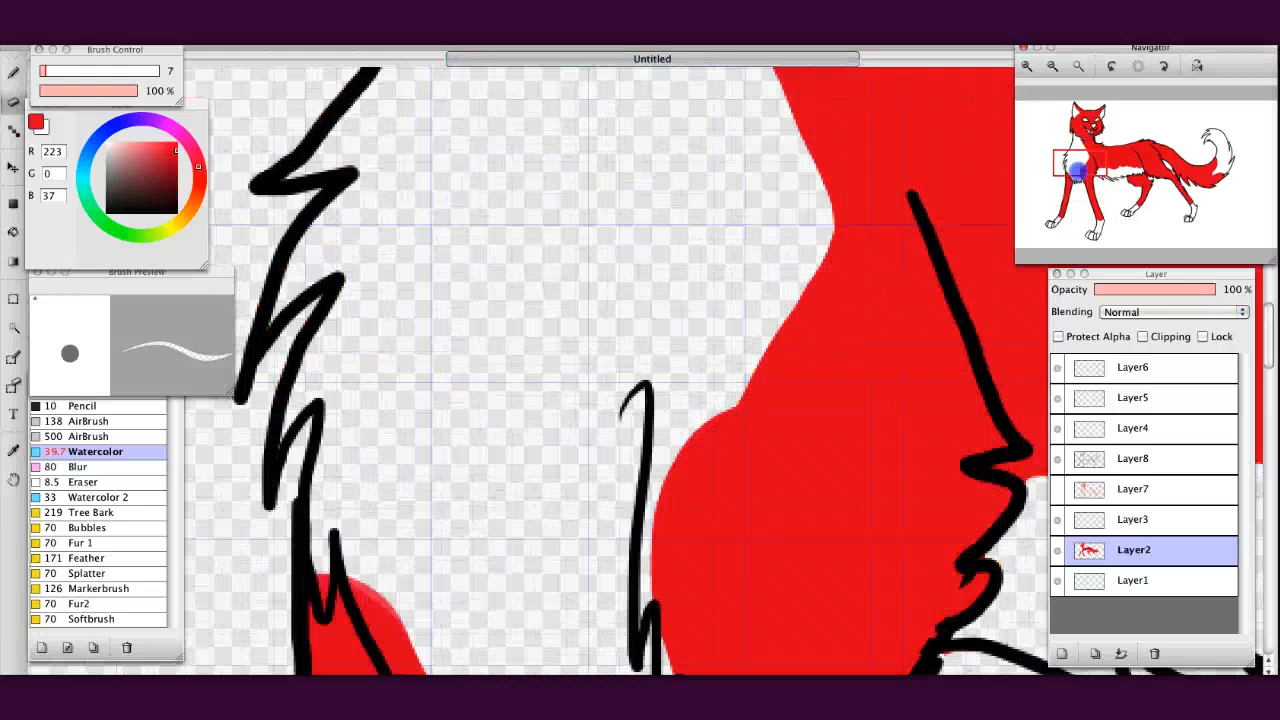 Brush Control
Untitled
Navigator
7
100 %
R 223
G 0
B 37
Brush Preview
10 Pencil
138 AirBrush
500 AirBrush
39.7 Watercolor
80 Blur
8.5 Eraser
33 Watercolor 2
219 Tree Bark
70 Bubbles
70 Fur 1
171 Feather
70 Splatter
126 Markerbrush
70 Fur2
70 Softbrush
Layer
Opacity 100 %
Blending Normal
Protect Alpha Clipping Lock
Layer6
Layer5
Layer4
Layer8
Layer7
Layer3
Layer2
Layer1